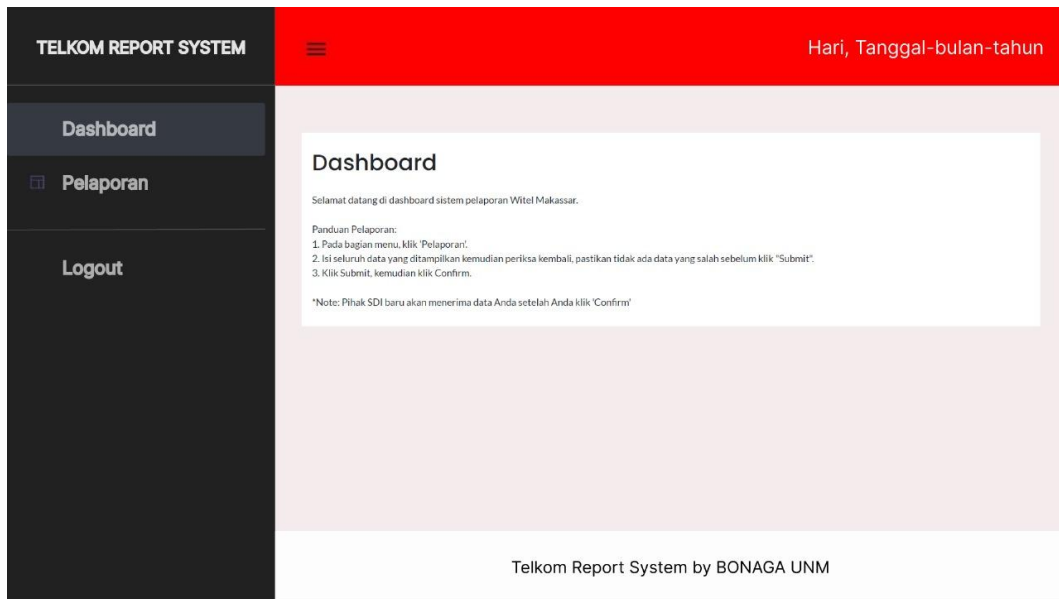 TELKOM REPORT SYSTEM
Hari, Tanggal-bulan-tahun
Dashboard
Pelaporan
Logout
Dashboard
Selamat datang di dashboard sistem pelaporan Witel Makassar.
Panduan Pelaporan:
1. Pada bagian menu, klik 'Pelaporan'.
2. Isi seluruh data yang ditampilkan kemudian periksa kembali, pastikan tidak ada data yang salah sebelum klik "Submit".
3. Klik Submit, kemudian klik Confirm.
*Note: Pihak SDI baru akan menerima data Anda setelah Anda klik 'Confirm'
Telkom Report System by BONAGA UNM